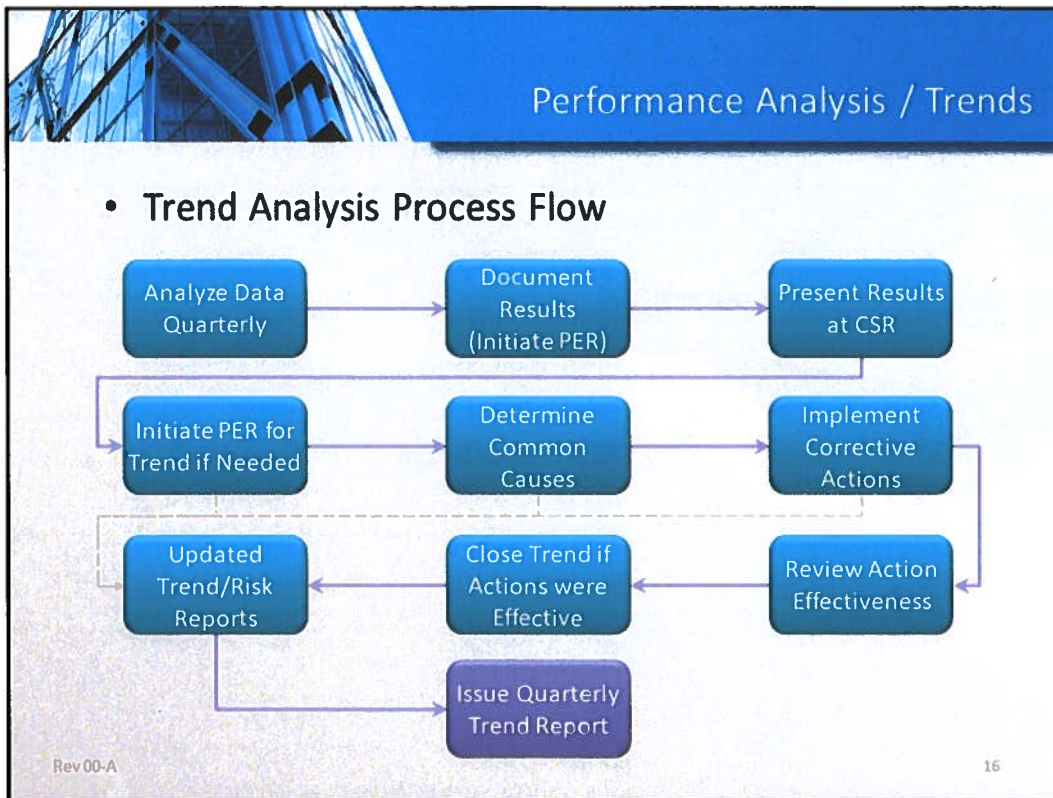 Performance Analysis / Trends
• Trend Analysis Process Flow
Analyze Data
Quarterly
Document
Results
(Initiate PER)
Present Results
at CSR
Initiate PER for
Trend if Needed
Determine
Common
Causes
Implement
Corrective
Actions
Updated
Trend/Risk
Reports
Close Trend if
Actions were
Effective
Review Action
Effectiveness
Issue Quarterly
Trend Report
Rev 00-A
16